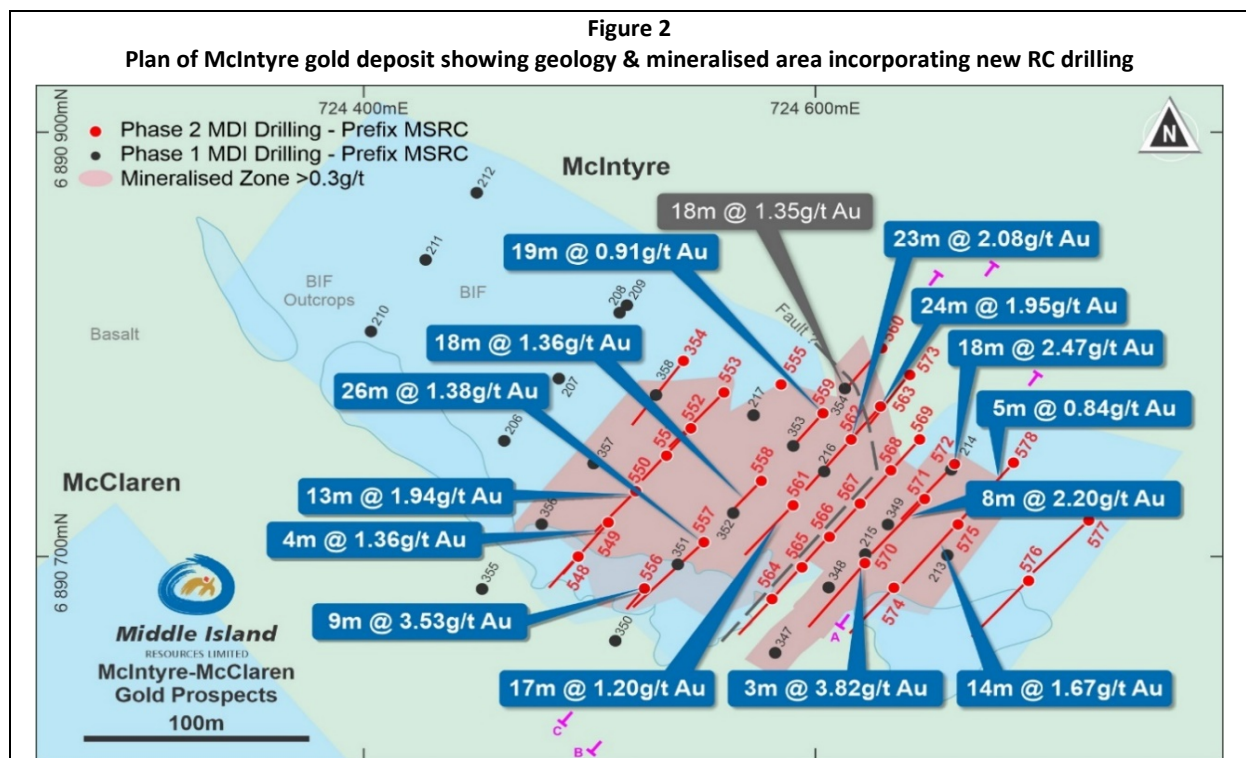 Figure 2
Plan of McIntyre gold deposit showing geology & mineralised area incorporating new RC drilling
724 400mE
724 600mE
6 890 900mN
Phase 2 MDI Drilling - Prefix MSRC
Phase 1 MDI Drilling - Prefix MSRC
Mineralised Zone >0.3g/t
N
McIntyre
212
18m @ 1.35g/t Au
19m @ 0.91g/t Au
23m @ 2.08g/t Au
211
BIF
Outcrops
BIF
208
209
Fault ?
24m @ 1.95g/t Au
Basalt
210
18m @ 1.36g/t Au
354
553
555
560
573
18m @ 2.47g/t Au
358
552
559
354
563
26m @ 1.38g/t Au
207
217
353
562
569
5m @ 0.84g/t Au
206
357
55
216
568
572
214
578
McClaren
550
558
561
567
571
13m @ 1.94g/t Au
356
352
566
349
8m @ 2.20g/t Au
4m @ 1.36g/t Au
549
557
565
215
575
577
6 890 700mN
548
351
564
570
213
576
355
556
348
574
9m @ 3.53g/t Au
350
347
A
Middle Island
RESOURCES LIMITED
McIntyre-McClaren
Gold Prospects
100m
17m @ 1.20g/t Au
3m @ 3.82g/t Au
14m @ 1.67g/t Au
C
B